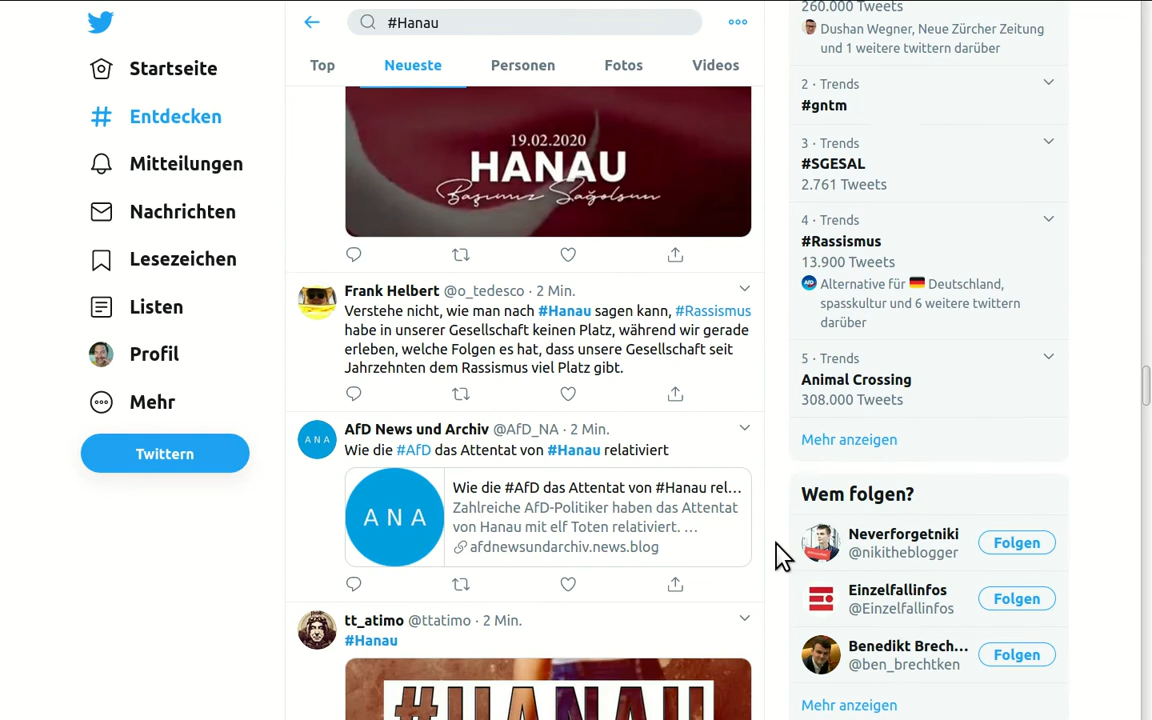 Startseite
Entdecken
Mitteilungen
Nachrichten
Lesezeichen
Listen
Profil
Mehr
Twittern
#Hanau
Top
Neueste
Personen
Fotos
Videos
19.02.2020
HANAU
Başımız Sağolsun
Frank Helbert @o_tedesco · 2 Min.
Verstehe nicht, wie man nach #Hanau sagen kann, #Rassismus
habe in unserer Gesellschaft keinen Platz, während wir gerade
erleben, welche Folgen es hat, dass unsere Gesellschaft seit
Jahrzehnten dem Rassismus viel Platz gibt.
ANA
AfD News und Archiv @AfD_NA · 2 Min.
Wie die #AfD das Attentat von #Hanau relativiert
ANA
Wie die #AfD das Attentat von #Hanau rel...
Zahlreiche AfD-Politiker haben das Attentat
von Hanau mit elf Toten relativiert. ...
afdnewsundarchiv.news.blog
tt_atimo @ttatimo · 2 Min.
#Hanau
#HANAU
260.000 Tweets
Dushan Wegner, Neue Zürcher Zeitung
und 1 weitere twittern darüber
2 · Trends
#gntm
3 · Trends
#SGESAL
2.761 Tweets
4 · Trends
#Rassismus
13.900 Tweets
AfD
Alternative für Deutschland,
spasskultur und 6 weitere twittern
darüber
5 · Trends
Animal Crossing
308.000 Tweets
Mehr anzeigen
Wem folgen?
Neverforgetniki
@nikitheblogger
Folgen
Einzelfallinfos
@Einzelfallinfos
Folgen
Benedikt Brech...
@ben_brechtken
Folgen
Mehr anzeigen